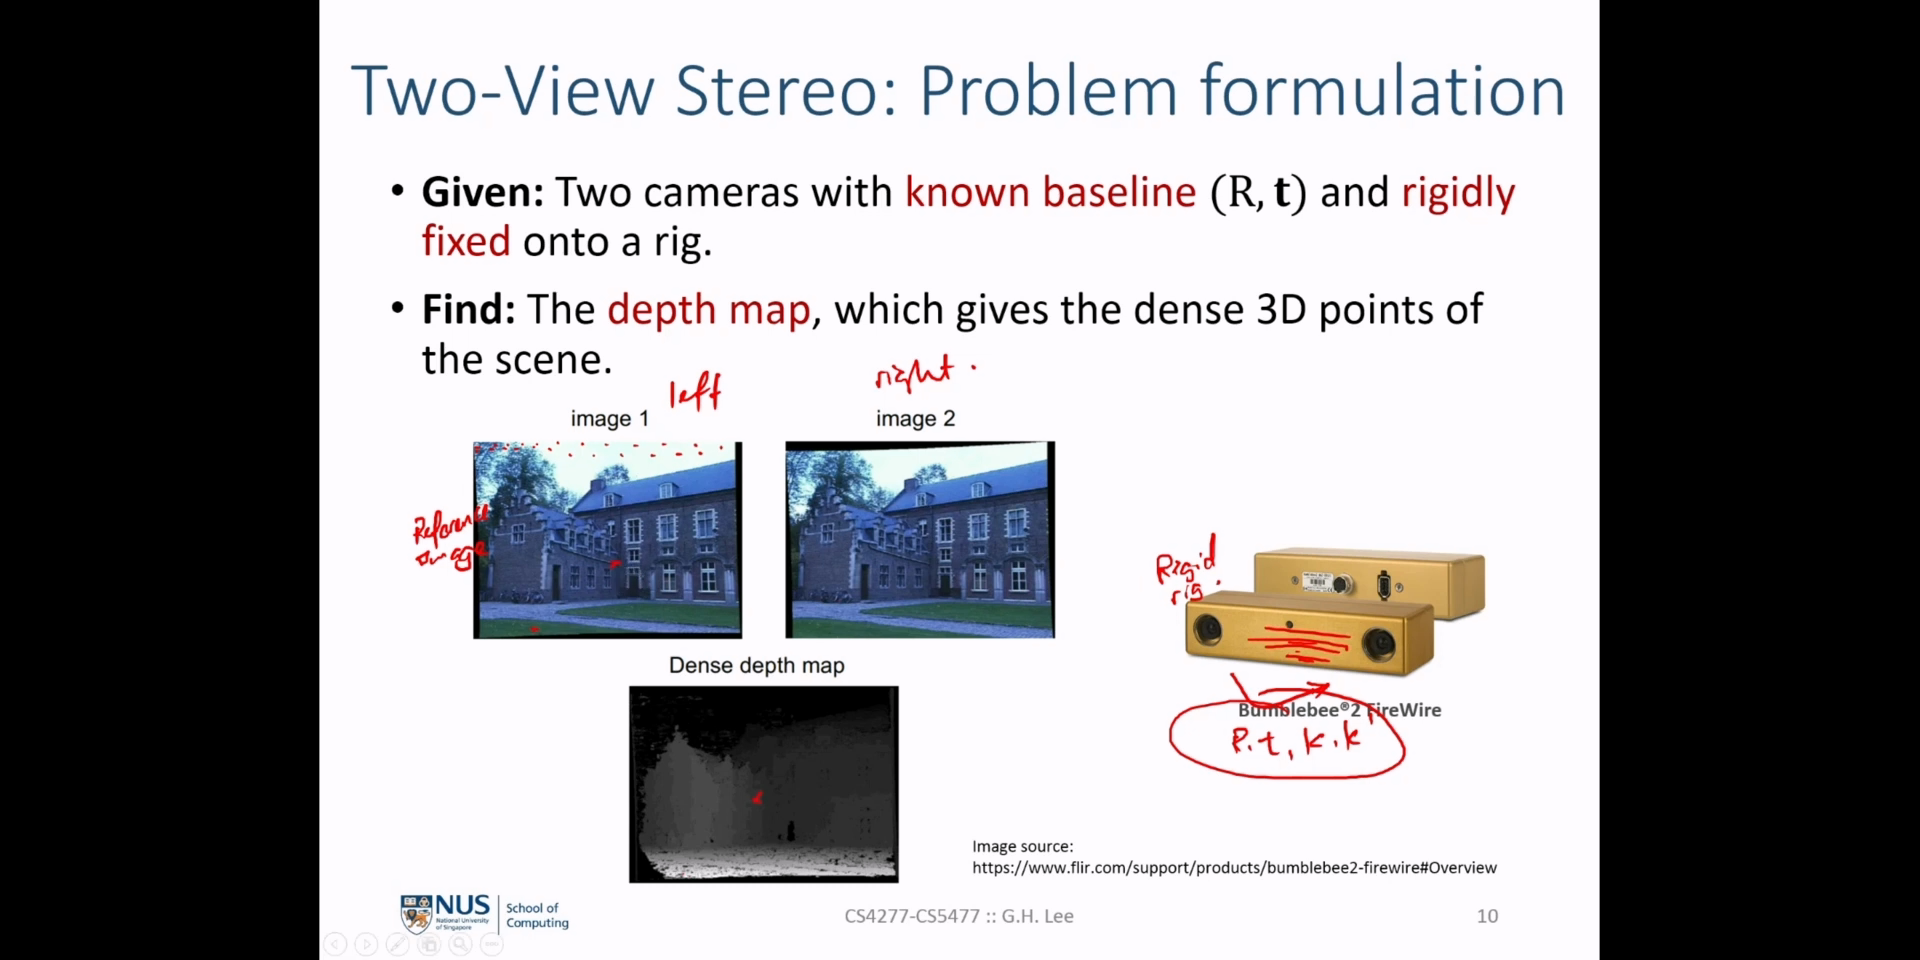 Two-View Stereo: Problem formulation
• Given: Two cameras with known baseline (R, t) and rigidly
fixed onto a rig.
• Find: The depth map, which gives the dense 3D points of
the scene.
left
right
image 1
image 2
Reference
Image
Rigid
rig
Dense depth map
Bumblebee®2 FireWire
R, t, K, K'
Image source:
https://www.flir.com/support/products/bumblebee2-firewire#Overview
NUS
National University
of Singapore
School of
Computing
CS4277-CS5477 :: G.H. Lee
10